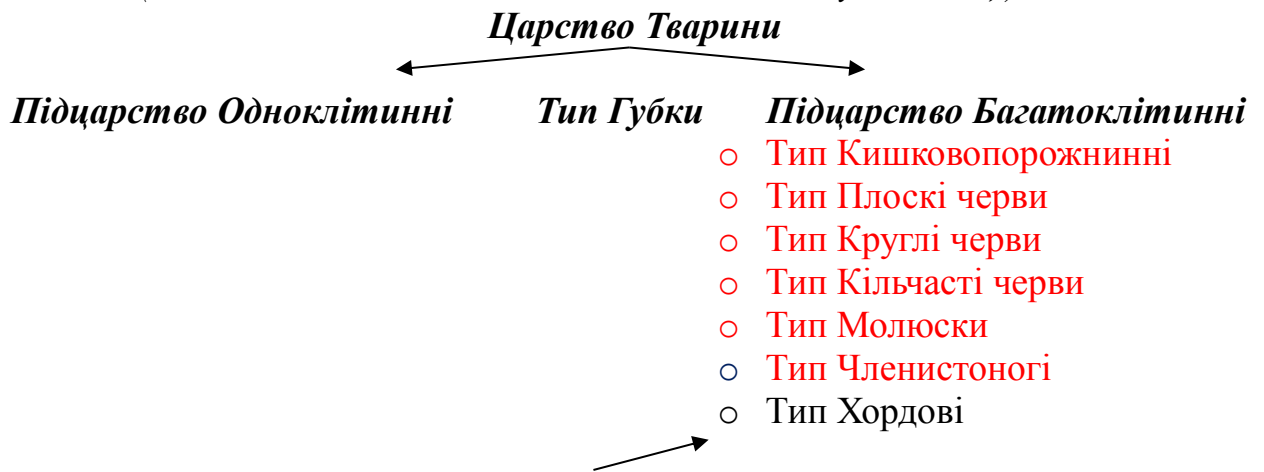 Царство Тварини
Підцарство Одноклітинні Тип Губки Підцарство Багатоклітинні
o Тип Кишковопорожнинні
o Тип Плоскі черви
o Тип Круглі черви
o Тип Кільчасті черви
o Тип Молюски
o Тип Членистоногі
o Тип Хордові